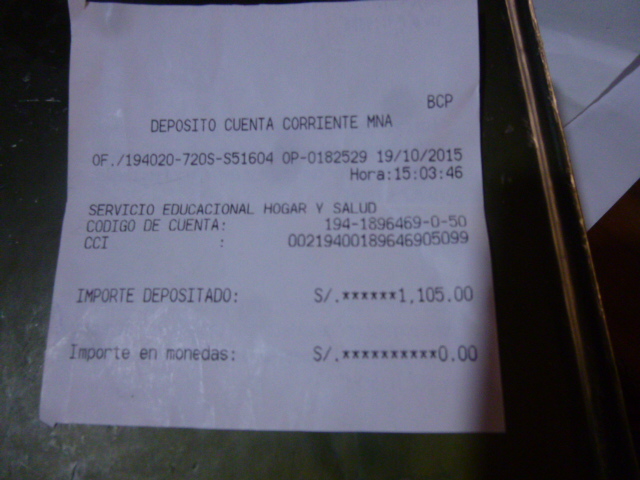 BCP
DEPOSITO CUENTA CORRIENTE MNA
OF./194020-720S-S51604 OP-0182529 19/10/2015
Hora:15:03:46
SERVICIO EDUCACIONAL HOGAR Y SALUD
CODIGO DE CUENTA: 194-1896469-0-50
CCI : 00219400189646905099
IMPORTE DEPOSITADO: S/.******1,105.00
Importe en monedas: S/.**********0.00